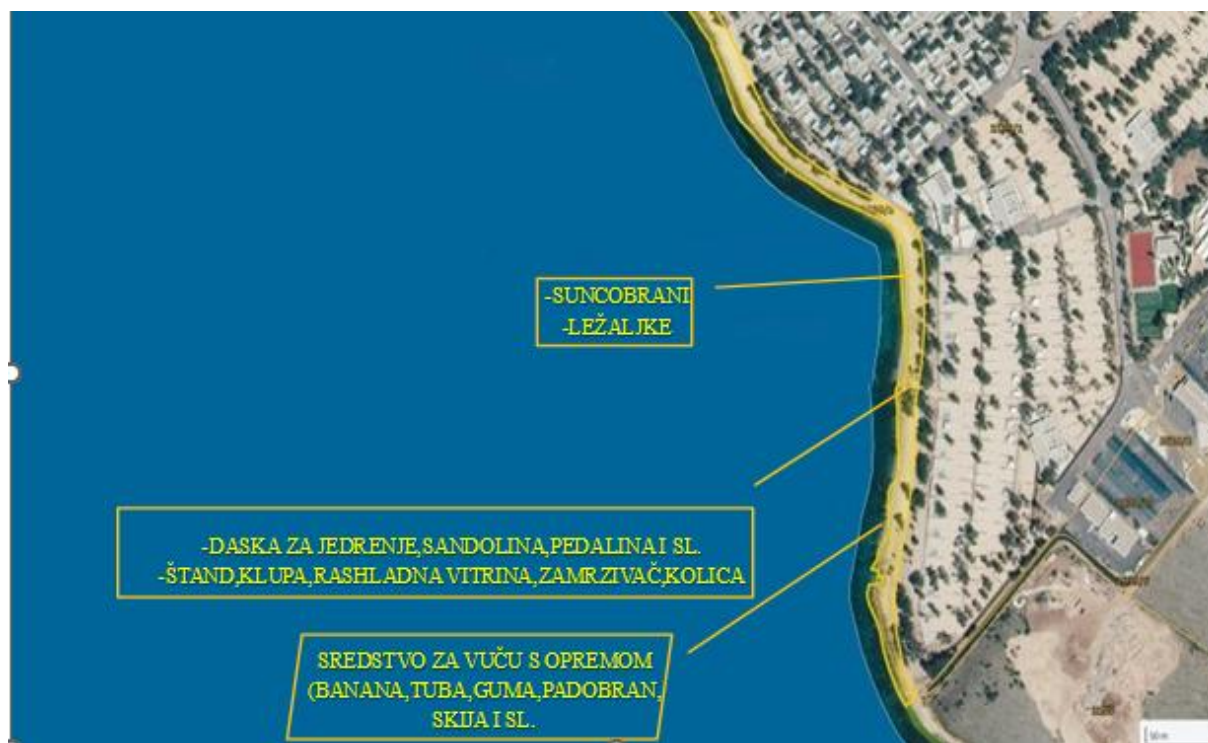 -SUNCOBRANI
-LEŽALJKE
-DASKA ZA JEDRENJE,SANDOLINA,PEDALINA I SL.
-ŠTAND,KLUPA,RASHLADNA VITRINA,ZAMRZIVAČ,KOLICA
SREDSTVO ZA VUČU S OPREMOM
(BANANA,TUBA,GUMA,PADOBRAN,
SKIJA I SL.